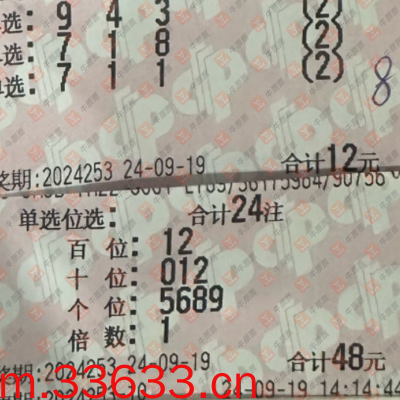 选: 9 4 3 (2)
选: 7 1 8 (2)
选: 7 1 1 (2)
8
奖期:2024253 24-09-19 合计12元
单选位选: 合计24注
百 位: 12
十 位: 012
个 位: 5689
倍 数: 1
奖期:2024253 24-09-19 合计48元
m.33633.cn
24-09-19 14:14:44